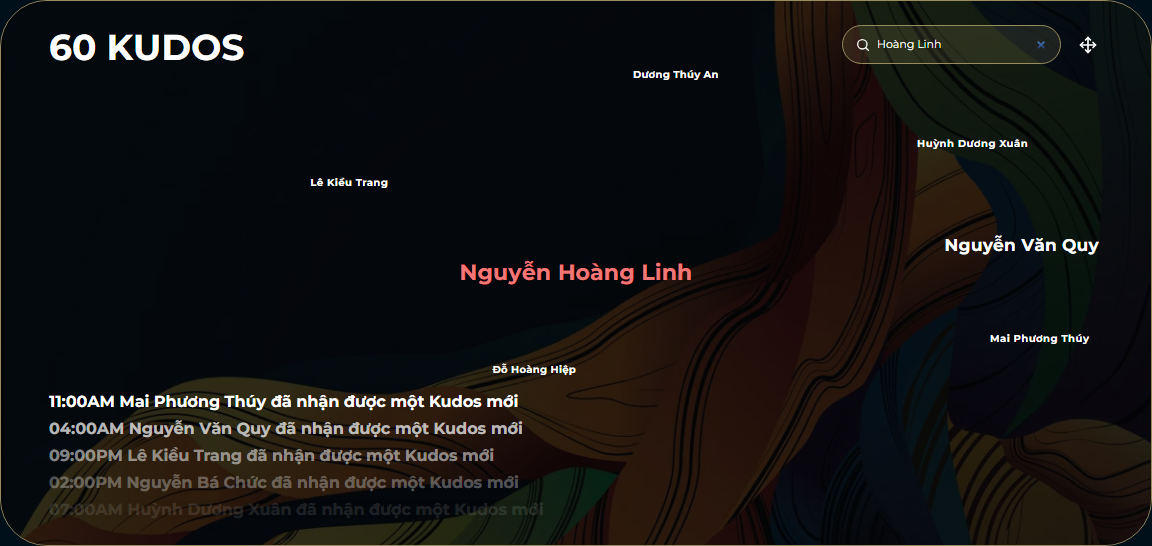 60 KUDOS
Hoàng Linh
Dương Thúy An
Huỳnh Dương Xuân
Lê Kiều Trang
Nguyễn Văn Quy
Nguyễn Hoàng Linh
Mai Phương Thúy
Đỗ Hoàng Hiệp
11:00AM Mai Phương Thúy đã nhận được một Kudos mới
04:00AM Nguyễn Văn Quy đã nhận được một Kudos mới
09:00PM Lê Kiều Trang đã nhận được một Kudos mới
02:00PM Nguyễn Bá Chức đã nhận được một Kudos mới
07:00AM Huỳnh Dương Xuân đã nhận được một Kudos mới